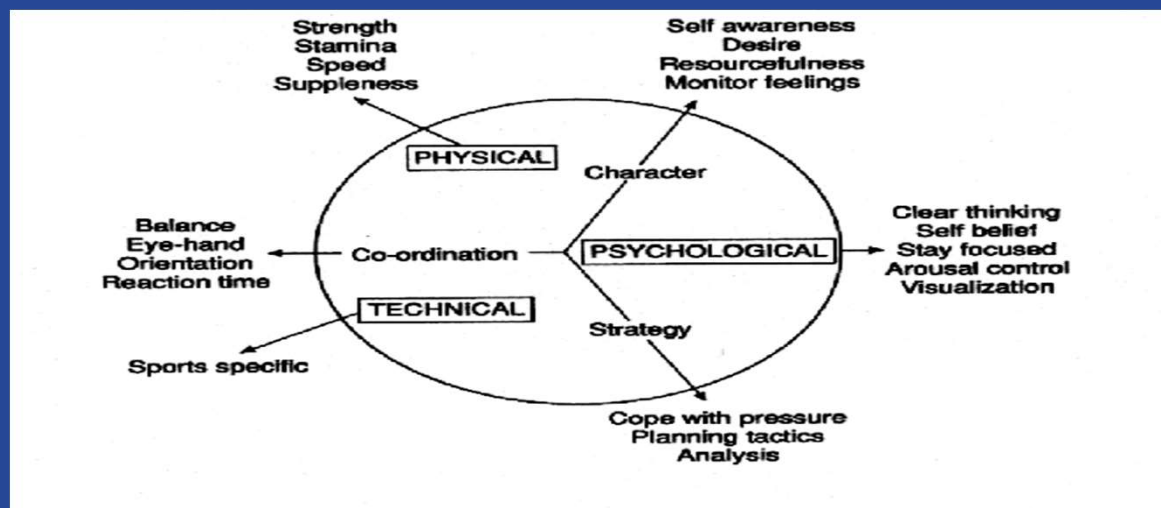 Strength
Stamina
Speed
Suppleness
Self awareness
Desire
Resourcefulness
Monitor feelings
PHYSICAL
Character
Balance
Eye-hand
Orientation
Reaction time
Co-ordination
PSYCHOLOGICAL
Clear thinking
Self belief
Stay focused
Arousal control
Visualization
TECHNICAL
Strategy
Sports specific
Cope with pressure
Planning tactics
Analysis